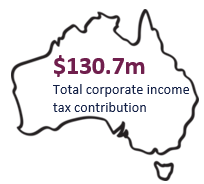 $130.7m
Total corporate income
tax contribution